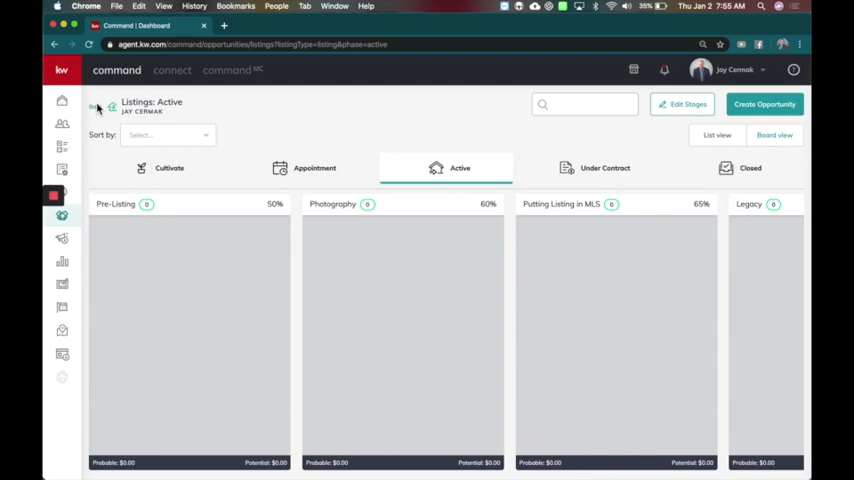 Chrome File Edit View History Bookmarks People Tab Window Help 35% Thu Jan 2 7:55 AM
Command | Dashboard
agent.kw.com/command/opportunities/listings?listingType=listing&phase=active
kw command connect commandMC Jay Cermak
Listings: Active
JAY CERMAK
Edit Stages Create Opportunity
Sort by: Select... List view Board view
Cultivate Appointment Active Under Contract Closed
Pre-Listing 0 50% Photography 0 60% Putting Listing in MLS 0 65% Legacy 0
Probable: $0.00 Potential: $0.00 Probable: $0.00 Potential: $0.00 Probable: $0.00 Potential: $0.00 Probable: $0.00